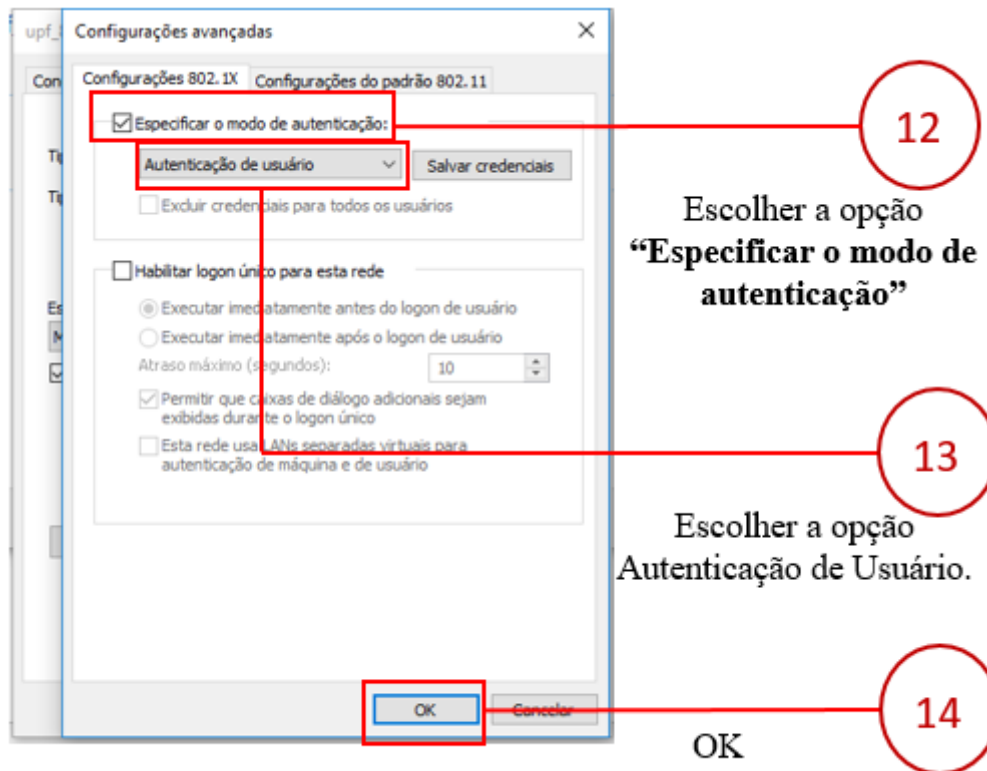 upf_
Configurações avançadas
Con
Configurações 802.1X
Configurações do padrão 802.11
Especificar o modo de autenticação:
12
Autenticação de usuário
Salvar credenciais
Excluir credenciais para todos os usuários
Escolher a opção
“Especificar o modo de
autenticação”
Habilitar logon único para esta rede
Executar imediatamente antes do logon de usuário
Es
Executar imediatamente após o logon de usuário
Atraso máximo (segundos):
10
Permitir que caixas de diálogo adicionais sejam
exibidas durante o logon único
Esta rede usa LANs separadas virtuais para
autenticação de máquina e de usuário
13
Escolher a opção
Autenticação de Usuário.
OK
Cancelar
14
OK